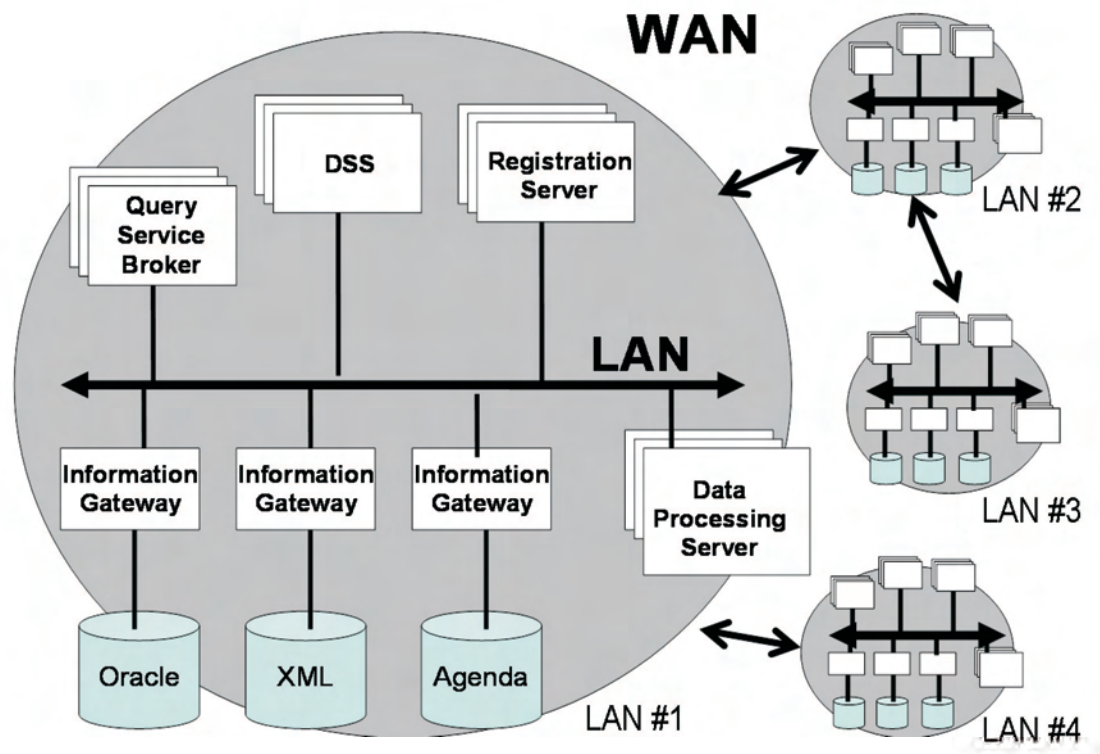 WAN
DSS
Registration
Server
Query
Service
Broker
LAN #2
LAN
Information
Gateway
Information
Gateway
Information
Gateway
Data
Processing
Server
LAN #3
Oracle
XML
Agenda
LAN #1
LAN #4